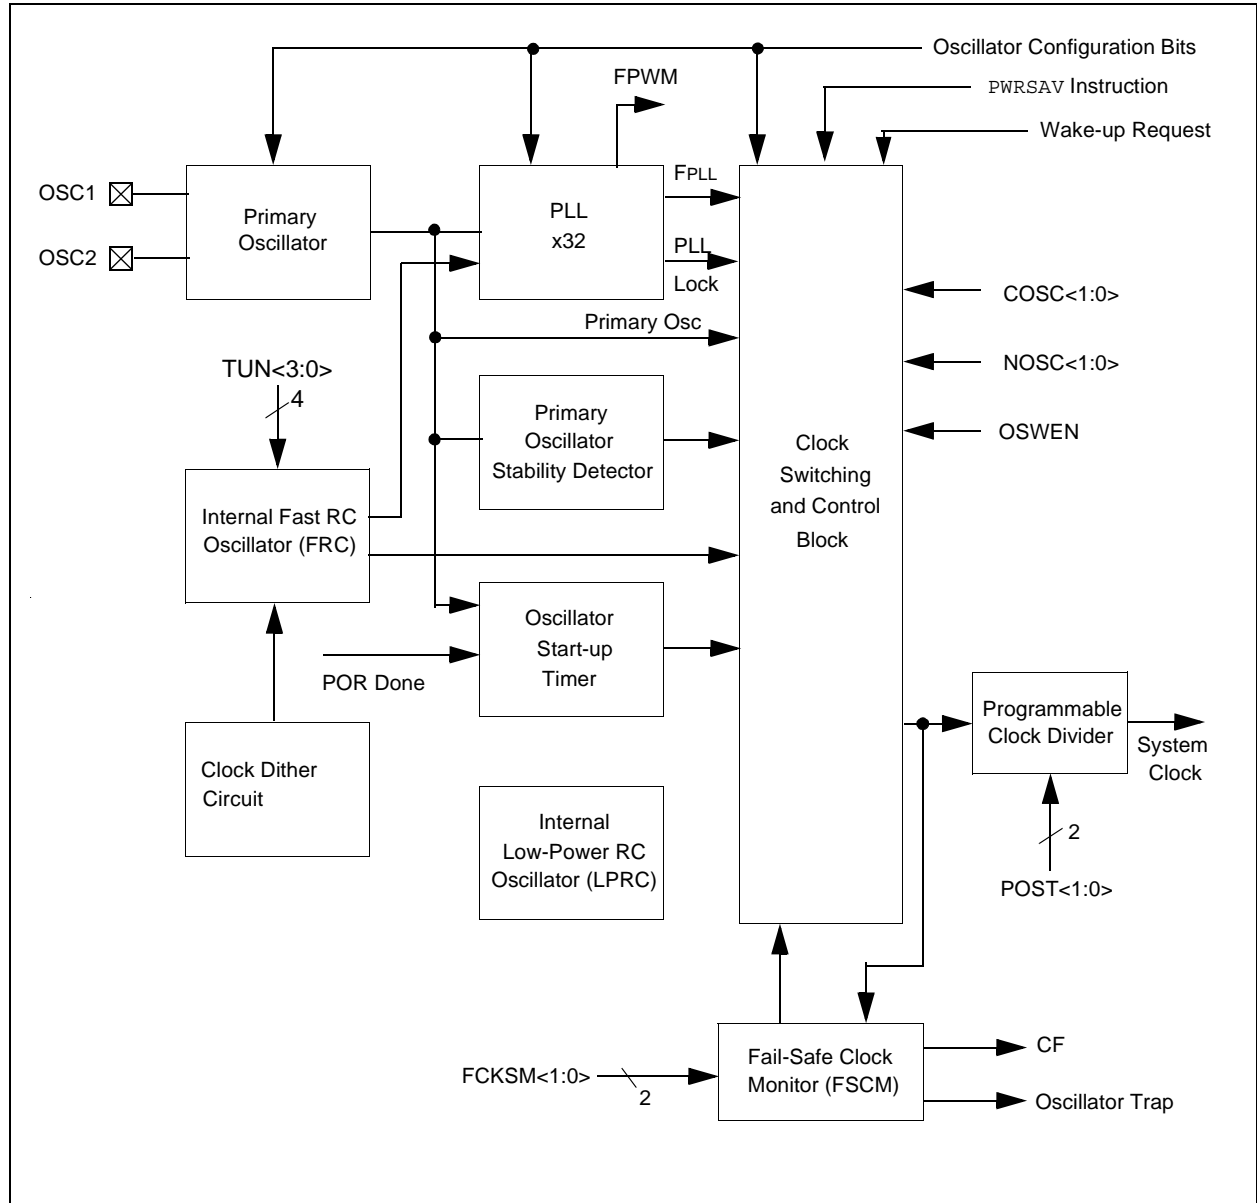 Oscillator Configuration Bits
FPWM
PWRSAV Instruction
Wake-up Request
OSC1
OSC2
Primary
Oscillator
PLL
x32
FPLL
PLL
Lock
COSC<1:0>
Primary Osc
TUN<3:0>
4
NOSC<1:0>
Primary
Oscillator
Stability Detector
OSWEN
Clock
Switching
and Control
Block
Internal Fast RC
Oscillator (FRC)
Oscillator
Start-up
Timer
POR Done
Programmable
Clock Divider
System
Clock
Clock Dither
Circuit
Internal
Low-Power RC
Oscillator (LPRC)
2
POST<1:0>
Fail-Safe Clock
Monitor (FSCM)
CF
FCKSM<1:0>
2
Oscillator Trap